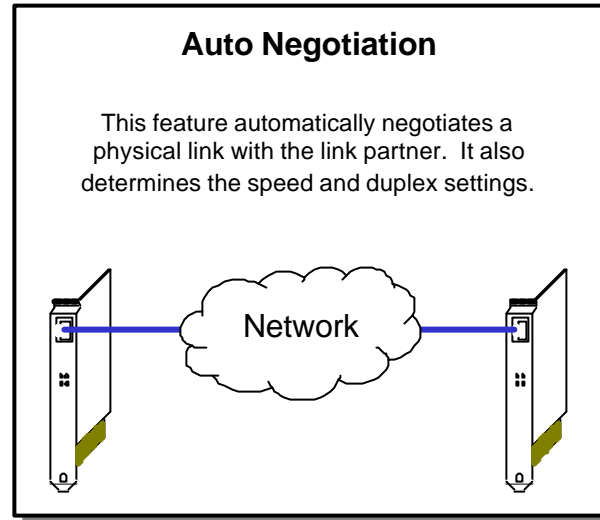 Auto Negotiation
This feature automatically negotiates a
physical link with the link partner.  It also
determines the speed and duplex settings.
Network